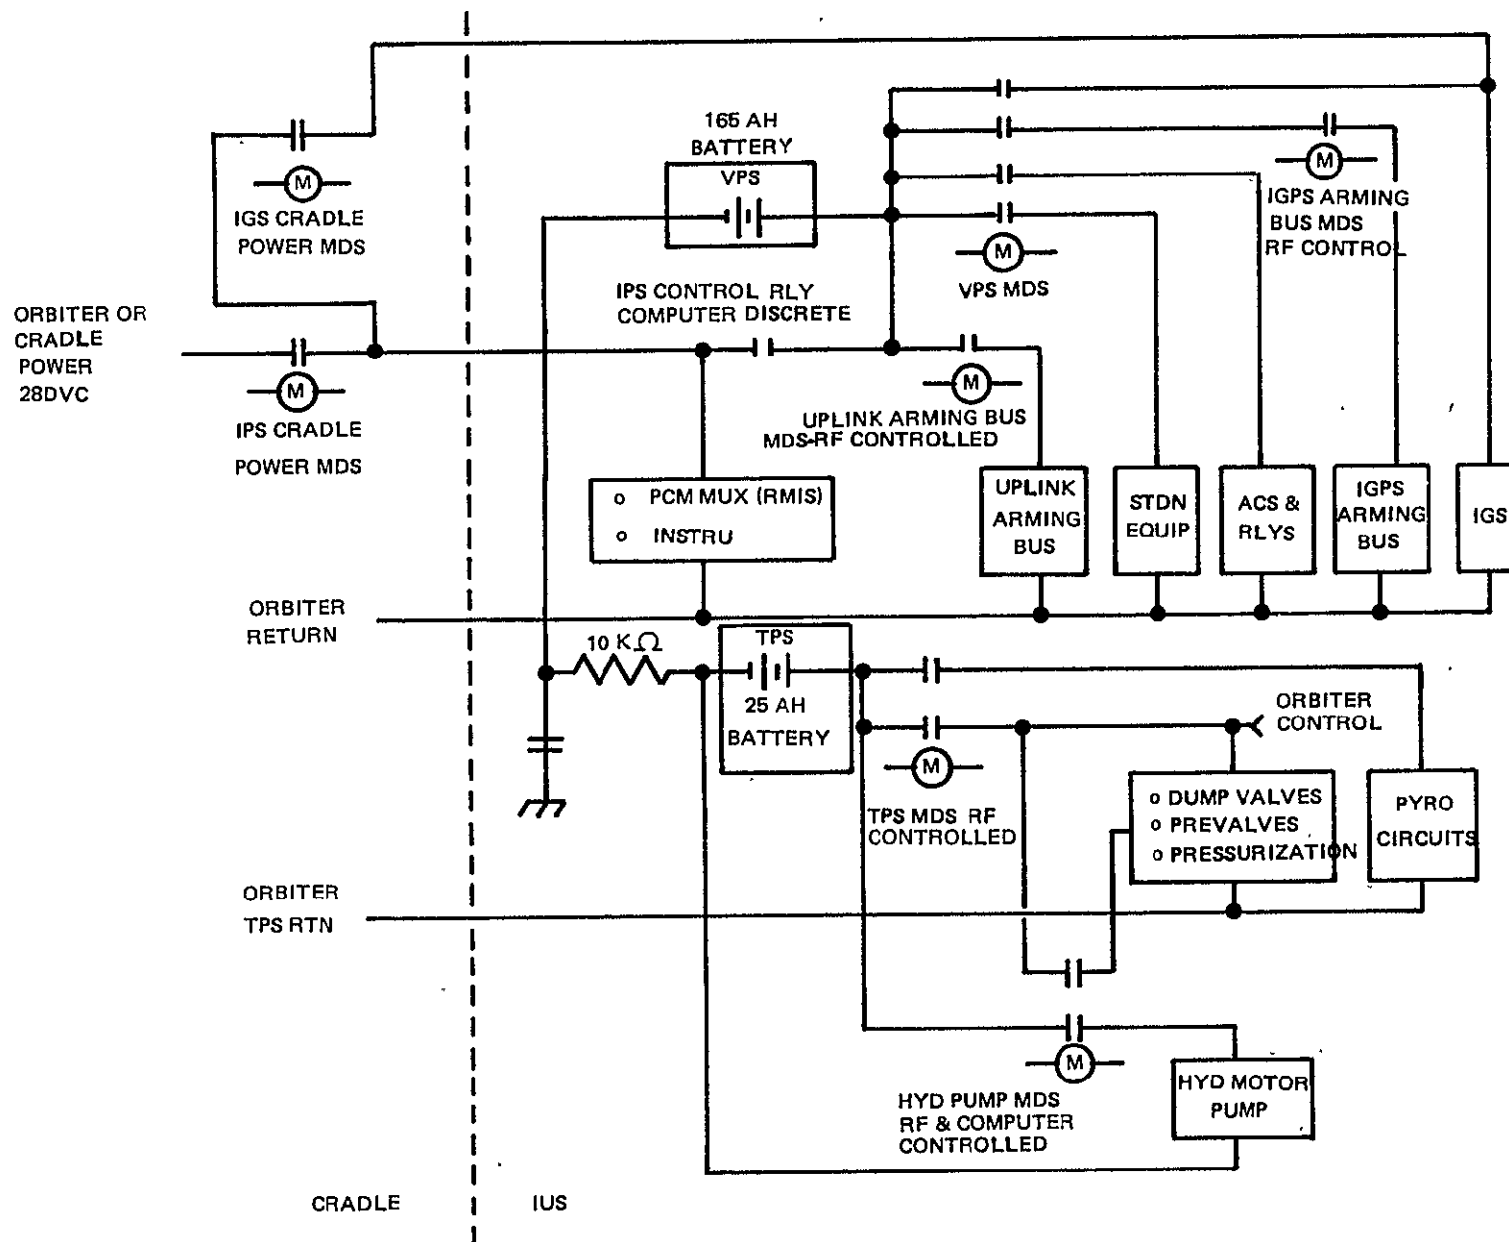 165 AH
BATTERY
VPS
M
IGS CRADLE
POWER MDS
M
IGPS ARMING
BUS MDS
RF CONTROL
M
VPS MDS
IPS CONTROL RLY
COMPUTER DISCRETE
ORBITER OR
CRADLE
POWER
28DVC
M
IPS CRADLE
POWER MDS
M
UPLINK ARMING BUS
MDS-RF CONTROLLED
o PCM MUX (RMIS)
o INSTRU
UPLINK
ARMING
BUS
STDN
EQUIP
ACS &
RLYS
IGPS
ARMING
BUS
IGS
ORBITER
RETURN
10 KΩ
TPS
25 AH
BATTERY
ORBITER
CONTROL
M
TPS MDS RF
CONTROLLED
o DUMP VALVES
o PREVALVES
o PRESSURIZATION
PYRO
CIRCUITS
ORBITER
TPS RTN
M
HYD PUMP MDS
RF & COMPUTER
CONTROLLED
HYD MOTOR
PUMP
CRADLE
IUS